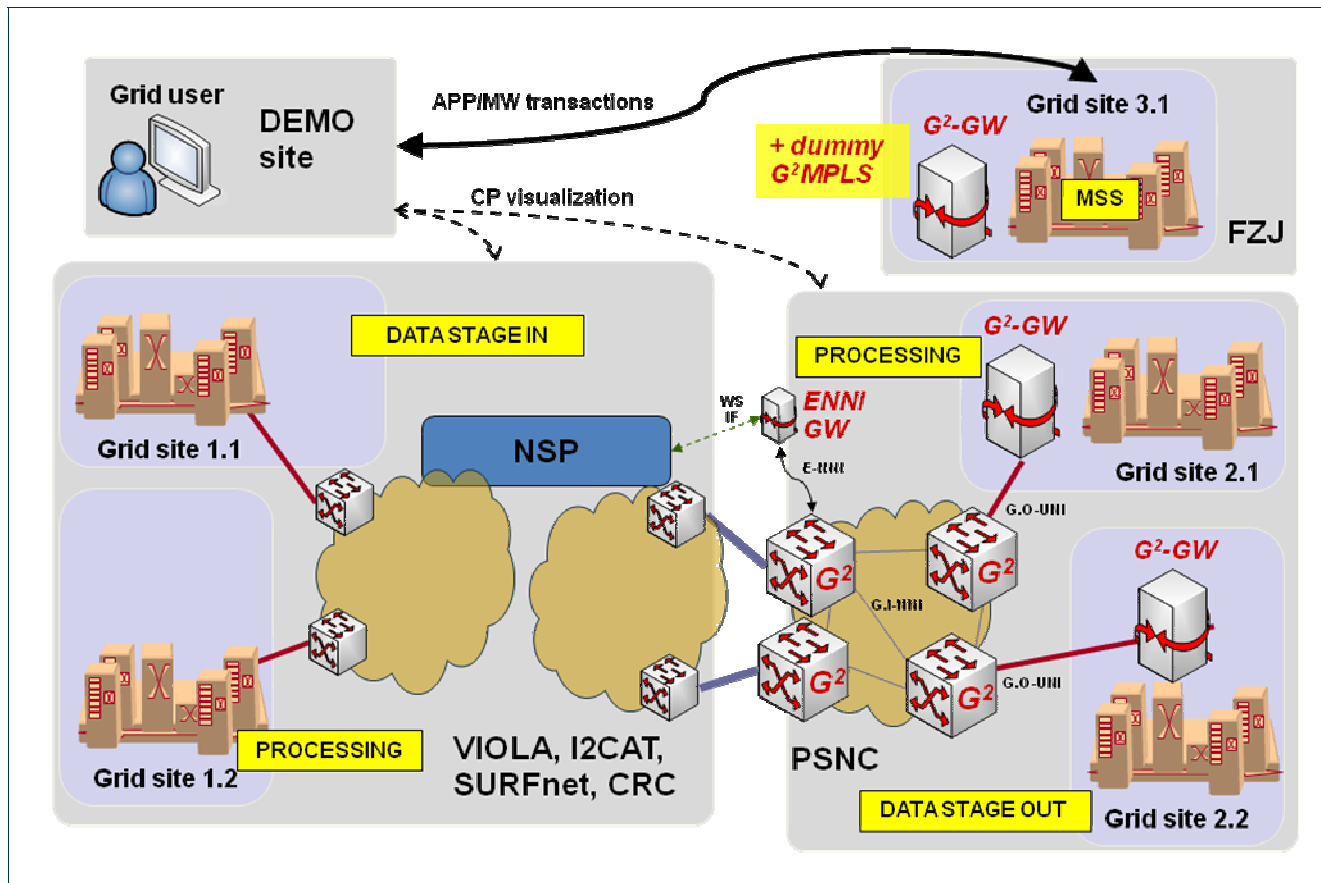 Grid user
DEMO
site
APP/MW transactions
CP visualization
Grid site 3.1
G²-GW
+ dummy
G²MPLS
MSS
FZJ
DATA STAGE IN
Grid site 1.1
NSP
WS
IF
ENNI
GW
E-NNI
PROCESSING
G²-GW
Grid site 2.1
G.O-UNI
G²
G²
G.I-NNI
G²
G²
G²-GW
G.O-UNI
Grid site 1.2
PROCESSING
VIOLA, I2CAT,
SURFnet, CRC
PSNC
DATA STAGE OUT
Grid site 2.2